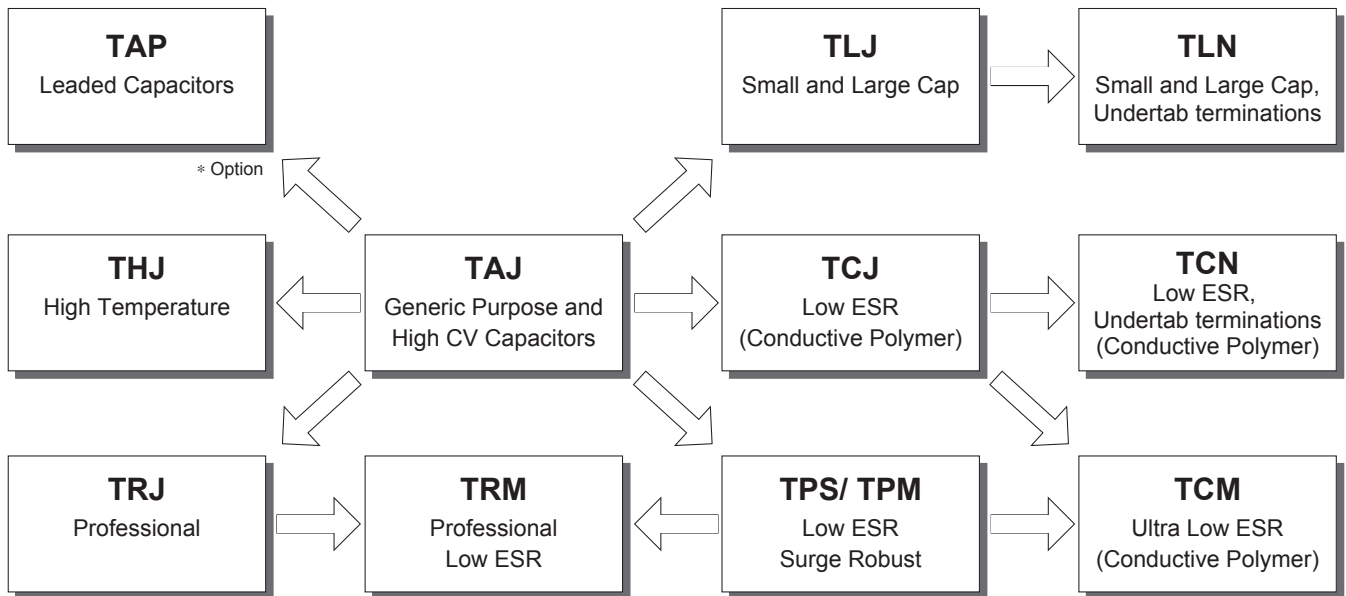 TAP
Leaded Capacitors
TLJ
Small and Large Cap
TLN
Small and Large Cap,
Undertab terminations
* Option
THJ
High Temperature
TAJ
Generic Purpose and
High CV Capacitors
TCJ
Low ESR
(Conductive Polymer)
TCN
Low ESR,
Undertab terminations
(Conductive Polymer)
TRJ
Professional
TRM
Professional
Low ESR
TPS/ TPM
Low ESR
Surge Robust
TCM
Ultra Low ESR
(Conductive Polymer)